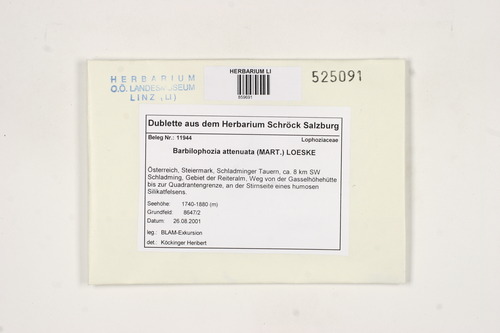 HERBARIUM
O.Ö. LANDESMUSEUM
LINZ (LI)
HERBARIUM LI
525091
Dublette aus dem Herbarium Schröck Salzburg
Beleg Nr.: 11944 Lophoziaceae
Barbilophozia attenuata (MART.) LOESKE
Österreich, Steiermark, Schladminger Tauern, ca. 8 km SW
Schladming, Gebiet der Reiteralm, Weg von der Gasselhöhehütte
bis zur Quadrantengrenze, an der Stirnseite eines humosen
Silikatfelsens.
Seehöhe: 1740-1880 (m)
Grundfeld: 8647/2
Datum: 26.08.2001
leg.: BLAM-Exkursion
det.: Köckinger Heribert